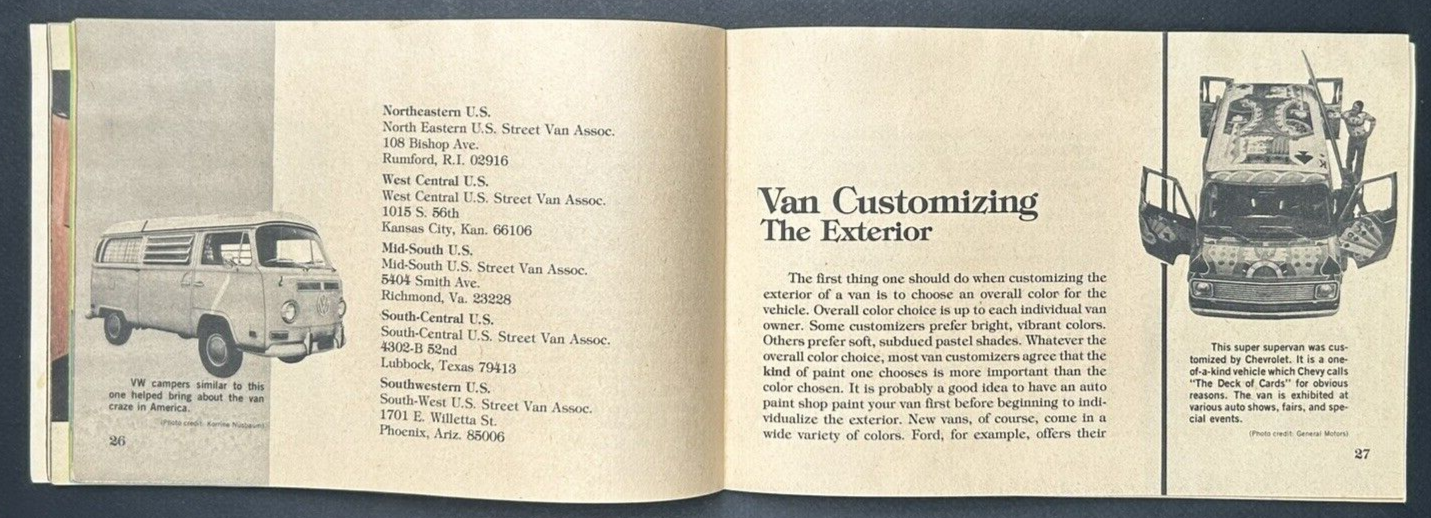 Northeastern U.S.
North Eastern U.S. Street Van Assoc.
108 Bishop Ave.
Rumford, R.I. 02916
West Central U.S.
West Central U.S. Street Van Assoc.
1015 S. 56th
Kansas City, Kan. 66106
Mid-South U.S.
Mid-South U.S. Street Van Assoc.
5404 Smith Ave.
Richmond, Va. 23228
South-Central U.S.
South-Central U.S. Street Van Assoc.
4302-B 52nd
Lubbock, Texas 79413
Southwestern U.S.
South-West U.S. Street Van Assoc.
1701 E. Willetta St.
Phoenix, Ariz. 85006
VW campers similar to this
one helped bring about the van
craze in America.
(Photo credit: Korrine Nusbaum)
26
Van Customizing
The Exterior
The first thing one should do when customizing the
exterior of a van is to choose an overall color for the
vehicle. Overall color choice is up to each individual van
owner. Some customizers prefer bright, vibrant colors.
Others prefer soft, subdued pastel shades. Whatever the
overall color choice, most van customizers agree that the
kind of paint one chooses is more important than the
color chosen. It is probably a good idea to have an auto
paint shop paint your van first before beginning to indi-
vidualize the exterior. New vans, of course, come in a
wide variety of colors. Ford, for example, offers their
K
This super supervan was cus-
tomized by Chevrolet. It is a one-
of-a-kind vehicle which Chevy calls
"The Deck of Cards" for obvious
reasons. The van is exhibited at
various auto shows, fairs, and spe-
cial events.
(Photo credit: General Motors)
27